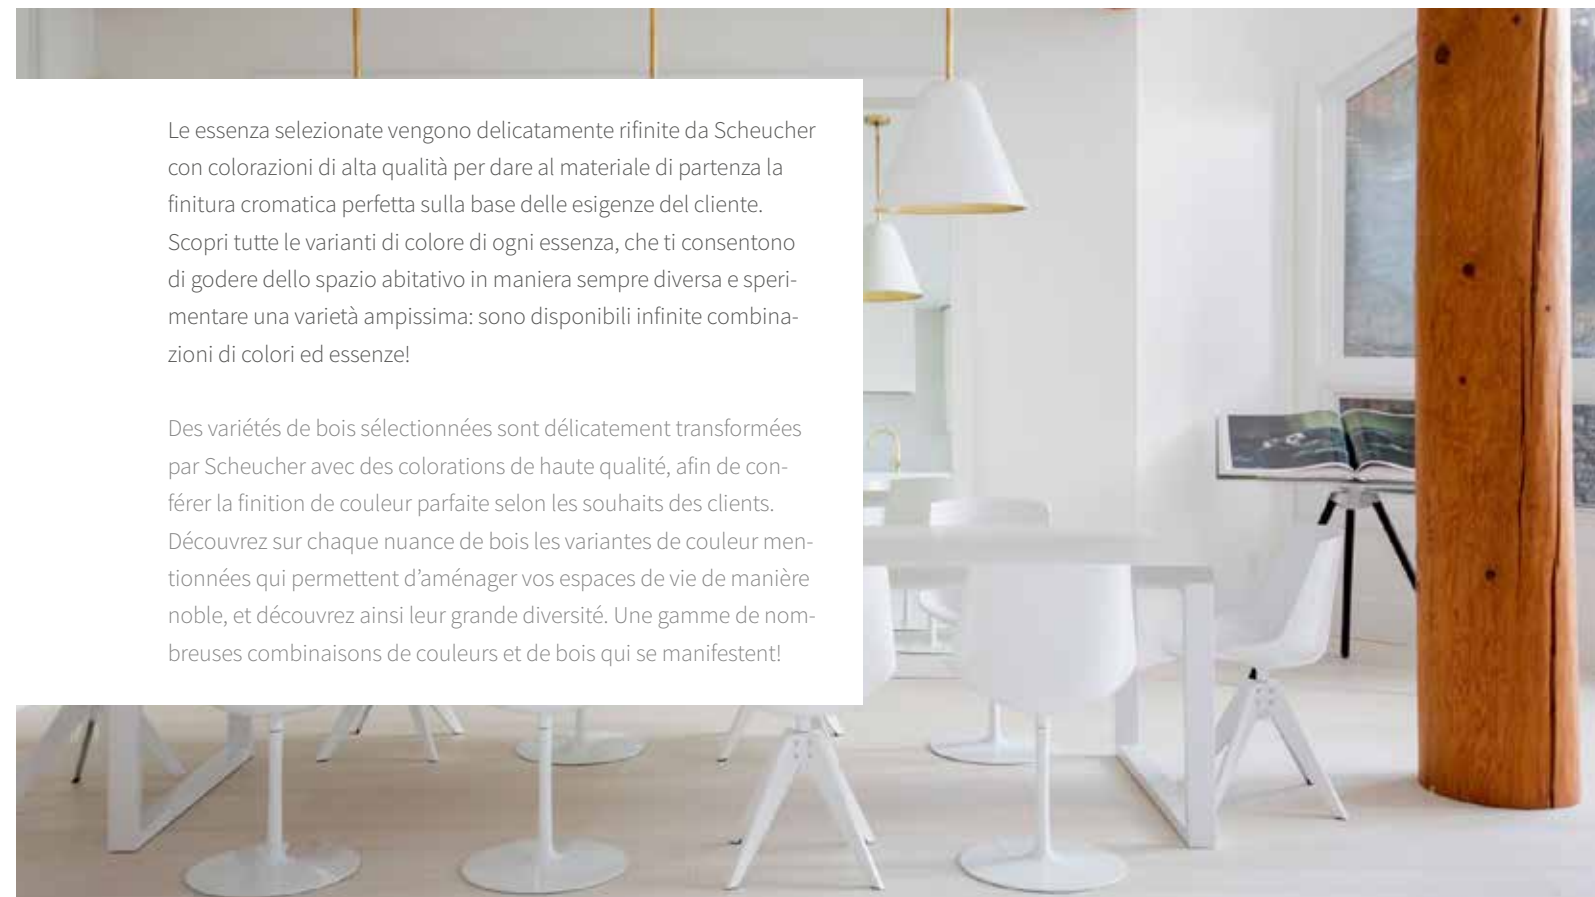 Le essenza selezionate vengono delicatamente rifinite da Scheucher
con colorazioni di alta qualità per dare al materiale di partenza la
finitura cromatica perfetta sulla base delle esigenze del cliente.
Scopri tutte le varianti di colore di ogni essenza, che ti consentono
di godere dello spazio abitativo in maniera sempre diversa e speri-
mentare una varietà ampissima: sono disponibili infinite combina-
zioni di colori ed essenze!
Des variétés de bois sélectionnées sont délicatement transformées
par Scheucher avec des colorations de haute qualité, afin de con-
férer la finition de couleur parfaite selon les souhaits des clients.
Découvrez sur chaque nuance de bois les variantes de couleur men-
tionnées qui permettent d’aménager vos espaces de vie de manière
noble, et découvrez ainsi leur grande diversité. Une gamme de nom-
breuses combinaisons de couleurs et de bois qui se manifestent!